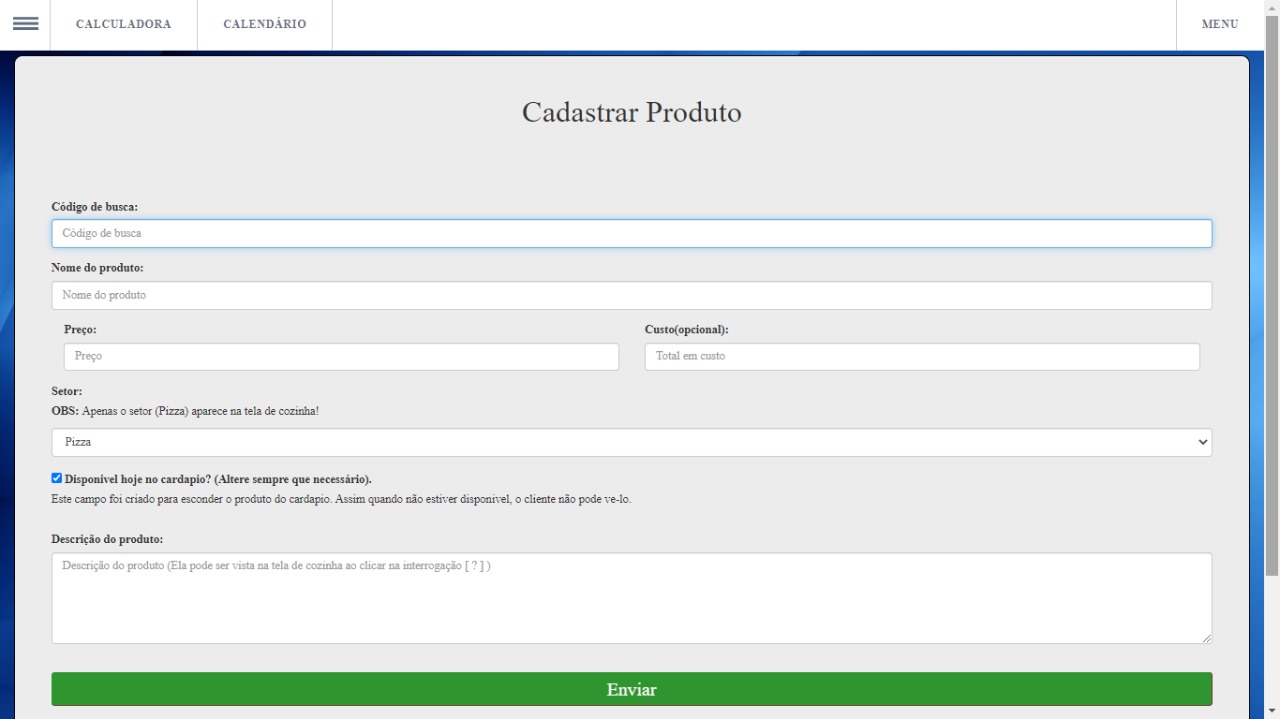 CALCULADORA CALENDÁRIO MENU
Cadastrar Produto
Código de busca:
Código de busca
Nome do produto:
Nome do produto
Preço: Custo(opcional):
Preço Total em custo
Setor:
OBS: Apenas o setor (Pizza) aparece na tela de cozinha!
Pizza
Disponivel hoje no cardapio? (Altere sempre que necessário).
Este campo foi criado para esconder o produto do cardapio. Assim quando não estiver disponivel, o cliente não pode ve-lo.
Descrição do produto:
Descrição do produto (Ela pode ser vista na tela de cozinha ao clicar na interrogação [ ? ] )
Enviar